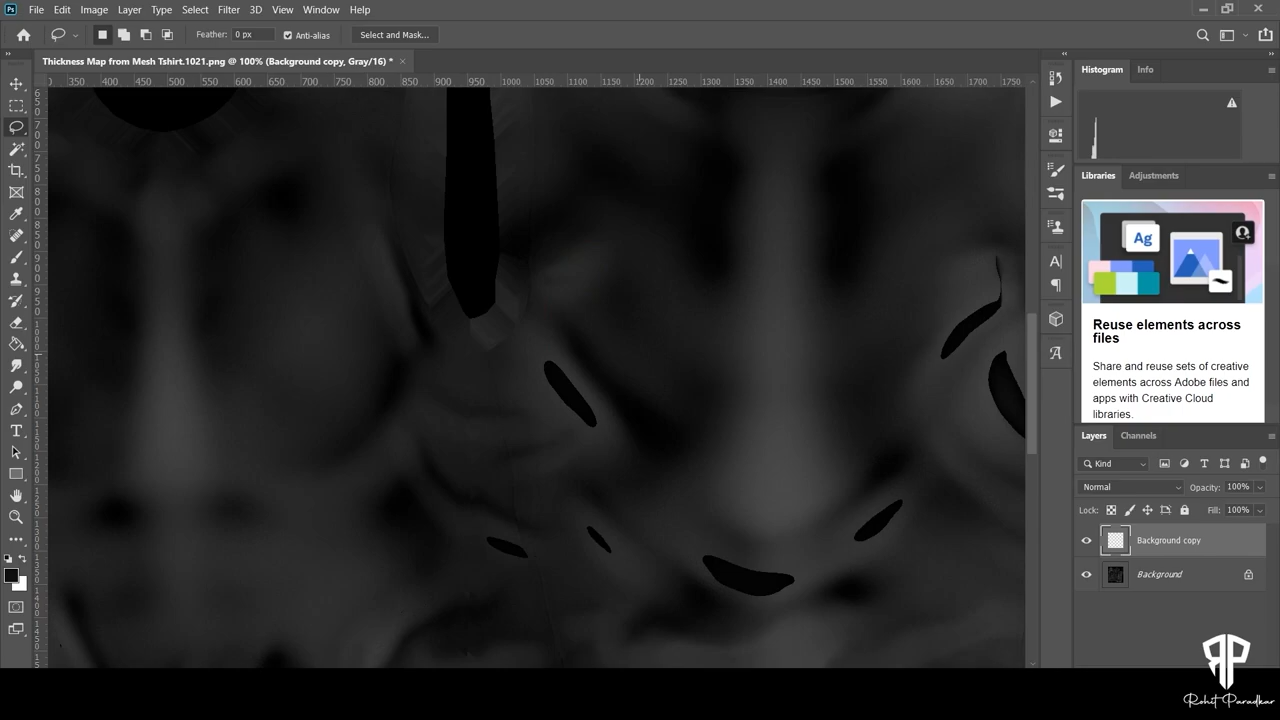 Ps File Edit Image Layer Type Select Filter 3D View Window Help
Feather: 0 px Anti-alias Select and Mask...
Thickness Map from Mesh Tshirt.1021.png @ 100% (Background copy, Gray/16) *
350 400 450 500 550 600 650 700 750 800 850 900 950 1000 1050 1100 1150 1200 1250 1300 1350 1400 1450 1500 1550 1600 1650 1700 1750
Histogram Info
Libraries Adjustments
Ag
Reuse elements across
files
Share and reuse sets of creative
elements across Adobe files and
apps with Creative Cloud
libraries.
Layers Channels
Kind
Normal Opacity: 100%
Lock: Fill: 100%
Background copy
Background
RP
Rohit Paradkar